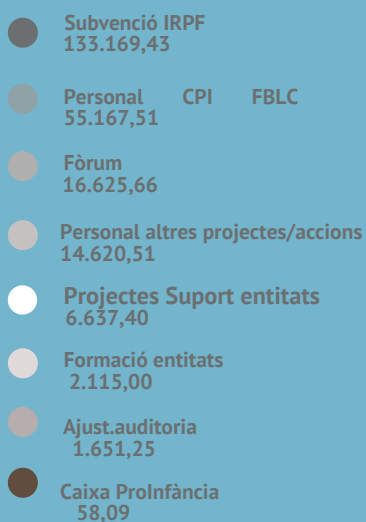 Subvenció IRPF
133.169,43
Personal CPI FBLC
55.167,51
Fòrum
16.625,66
Personal altres projectes/accions
14.620,51
Projectes Suport entitats
6.637,40
Formació entitats
2.115,00
Ajust.auditoria
1.651,25
Caixa ProInfància
58,09